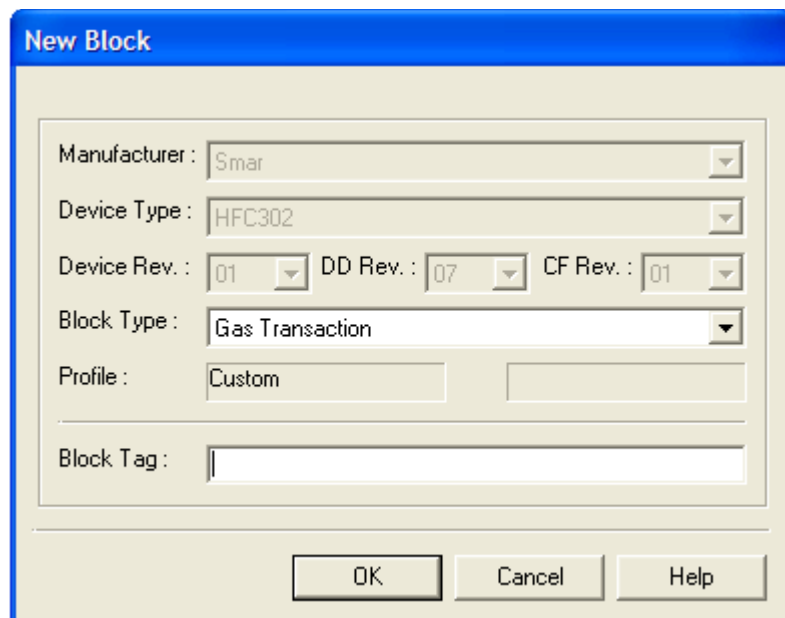 New Block
Manufacturer : Smar
Device Type : HFC302
Device Rev. : 01 DD Rev. : 07 CF Rev. : 01
Block Type : Gas Transaction
Profile : Custom
Block Tag :
OK Cancel Help